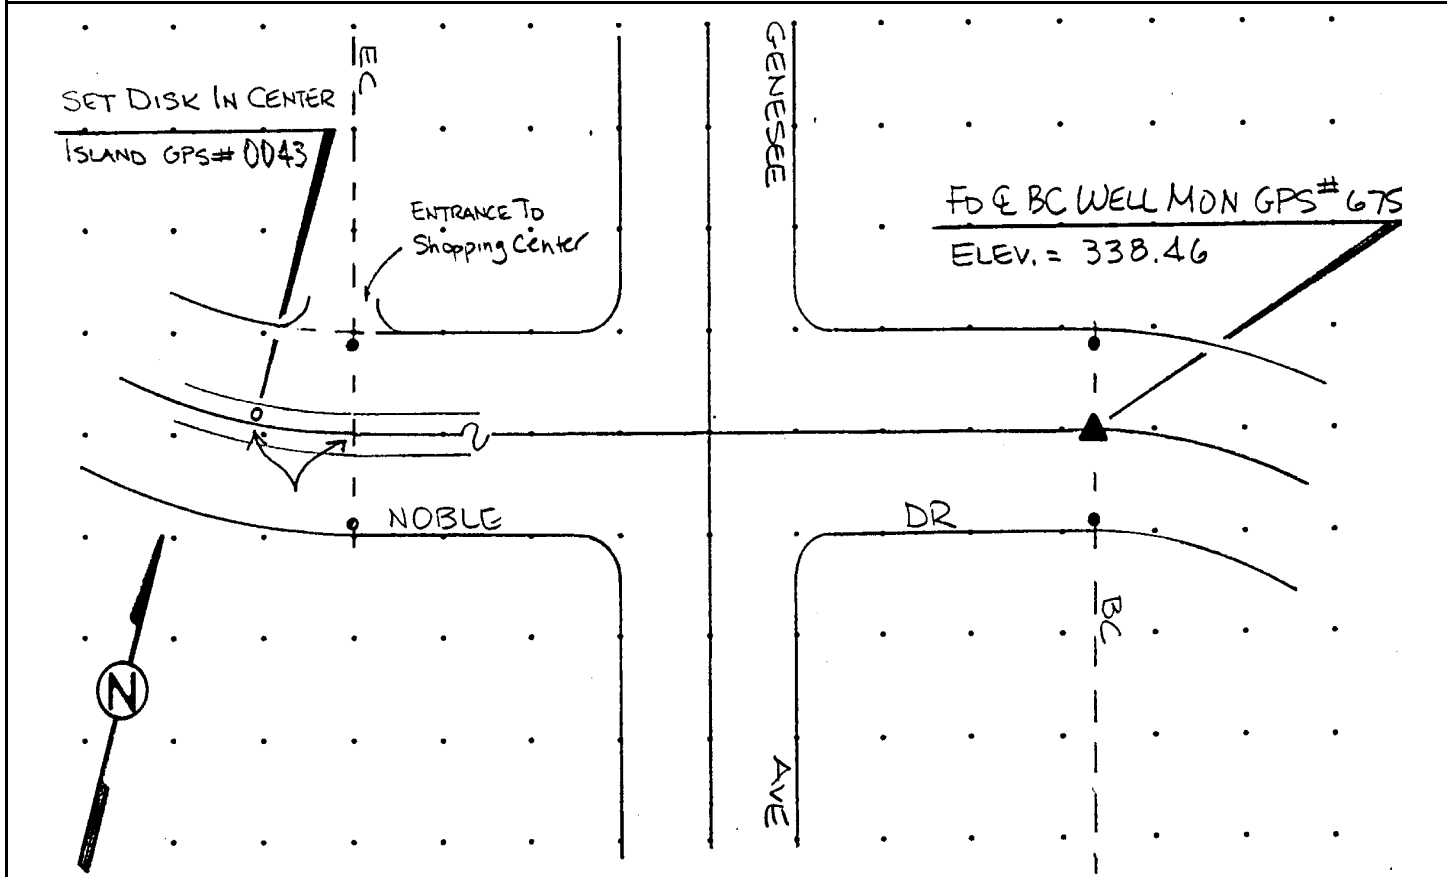 EC
GENESEE
SET DISK IN CENTER
ISLAND GPS# 0043
ENTRANCE TO
Shopping Center
FD ℄ BC WELL MON GPS# 675
ELEV. = 338.46
NOBLE
DR
BC
N
AVE